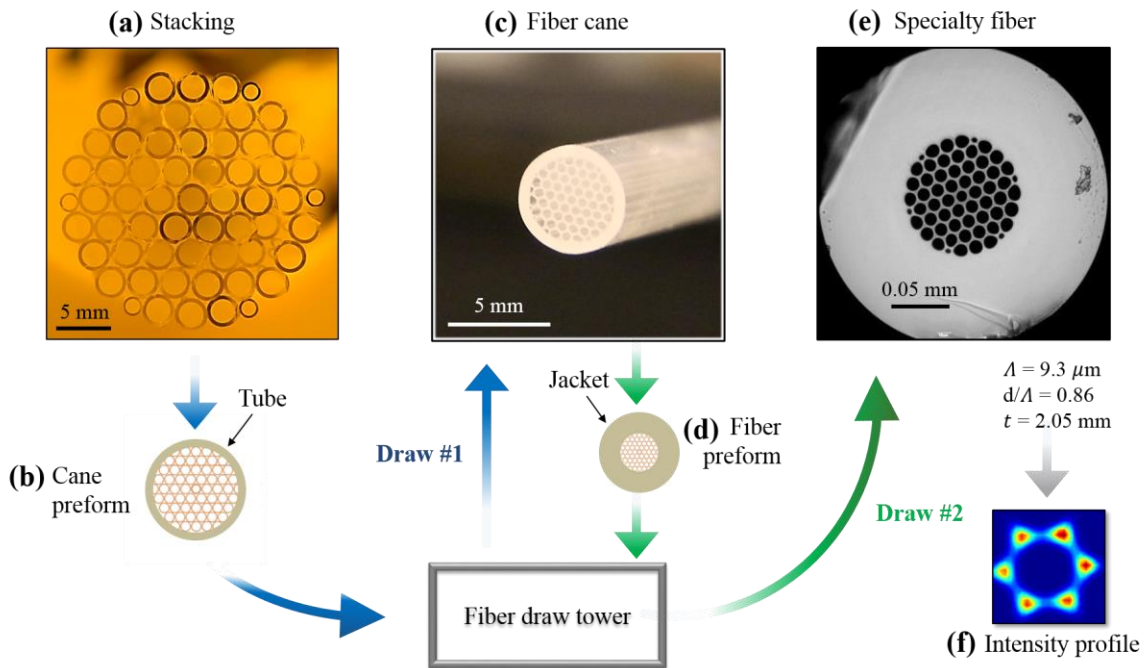 (a) Stacking
5 mm
Tube
(b) Cane
preform
(c) Fiber cane
5 mm
Draw #1
Jacket
(d) Fiber
preform
Fiber draw tower
Draw #2
(e) Specialty fiber
0.05 mm
Λ = 9.3 μm
d/Λ = 0.86
t = 2.05 mm
(f) Intensity profile